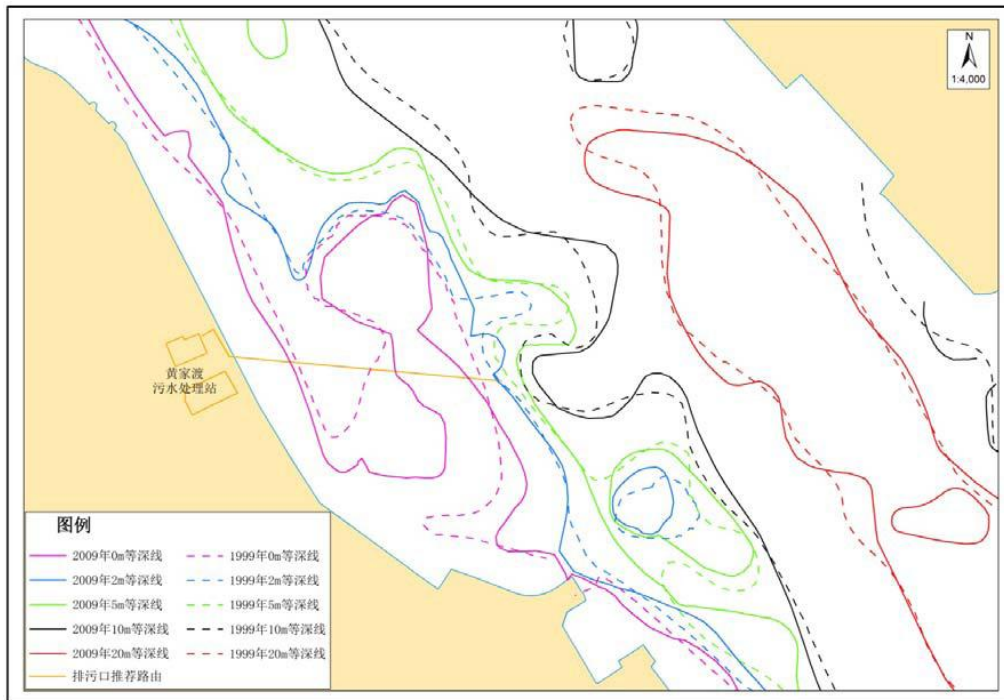 N
1:4,000
黄家渡
污水处理站
图例
2009年0m等深线 1999年0m等深线
2009年2m等深线 1999年2m等深线
2009年5m等深线 1999年5m等深线
2009年10m等深线 1999年10m等深线
2009年20m等深线 1999年20m等深线
排污口推荐路由